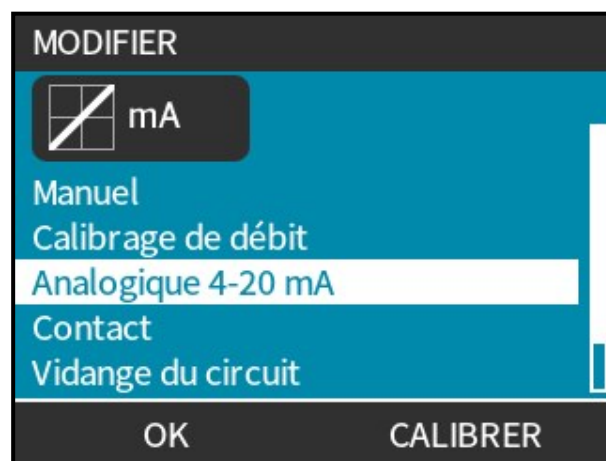 MODIFIER
mA
Manuel
Calibrage de débit
Analogique 4-20 mA
Contact
Vidange du circuit
OK CALIBRER